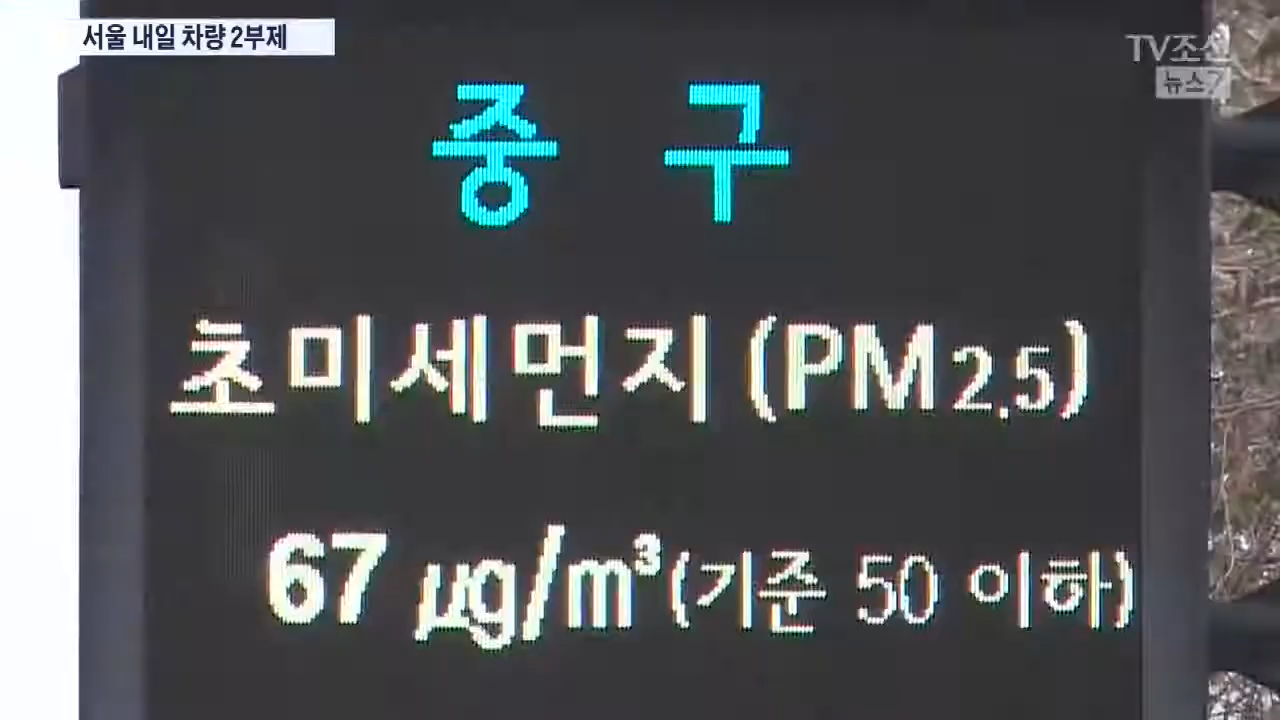 서울 내일 차량 2부제
TV조선
뉴스7
중 구
초미세먼지 (PM2.5)
67 ㎍/m³(기준 50 이하)